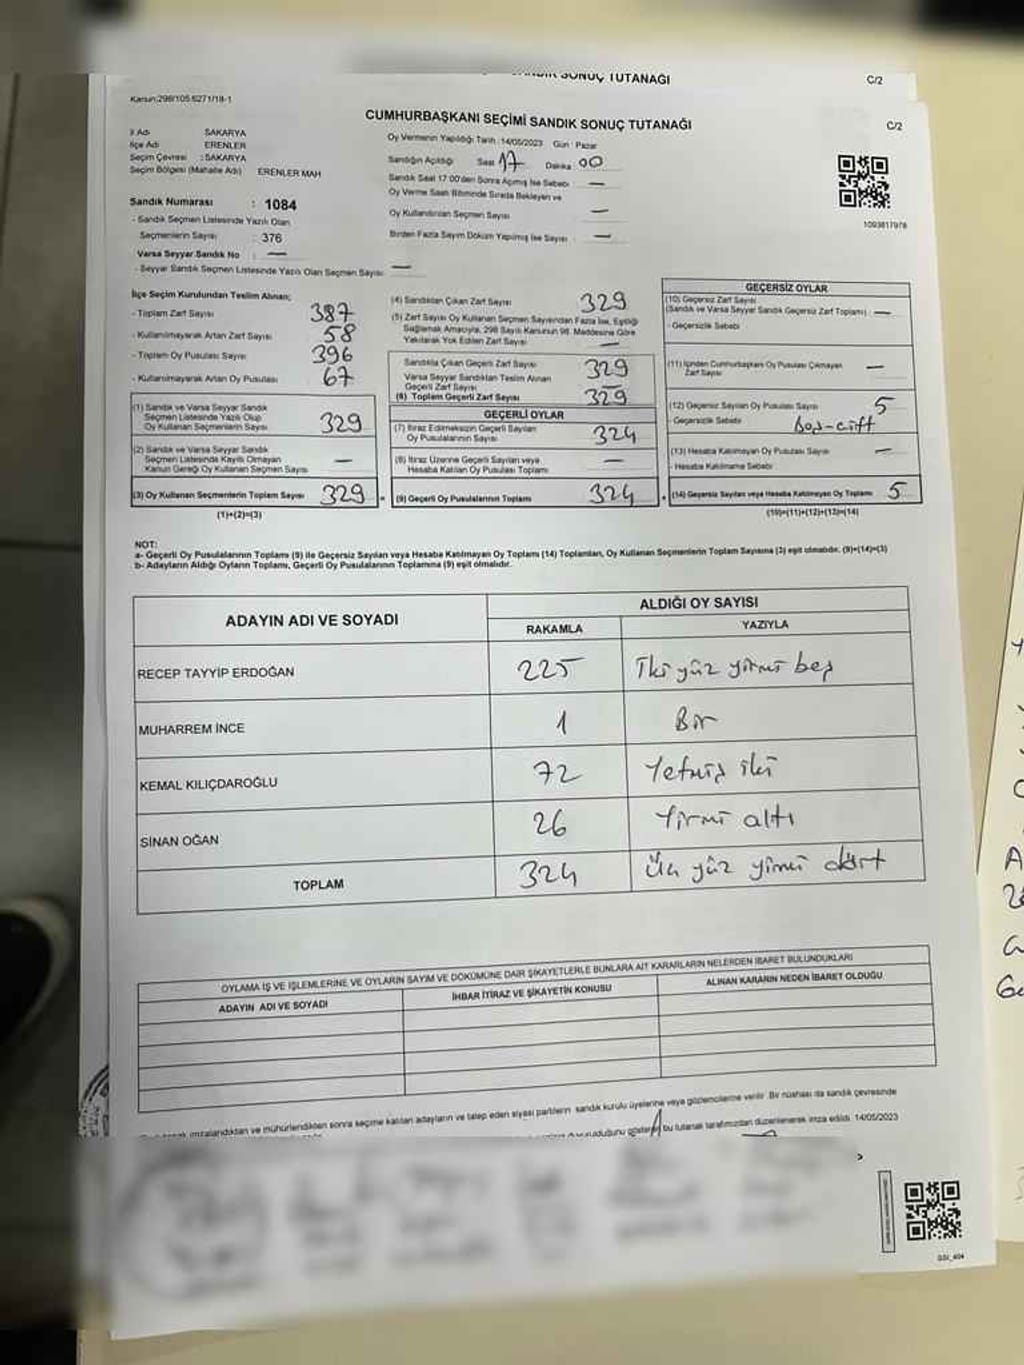 SONUÇ TUTANAĞI
C/2
Kanun:298/105.6271/18-1
CUMHURBAŞKANI SEÇİMİ SANDIK SONUÇ TUTANAĞI
C/2
İl Adı SAKARYA
İlçe Adı ERENLER
Seçim Çevresi : SAKARYA
Seçim Bölgesi (Mahalle Adı) ERENLER MAH
Sandık Numarası : 1084
- Sandık Seçmen Listesinde Yazılı Olan
Seçmenlerin Sayısı : 376
Varsa Seyyar Sandık No : —
- Seyyar Sandık Seçmen Listesinde Yazılı Olan Seçmen Sayısı: —
Oy Vermenin Yapıldığı Tarih : 14/05/2023 Gün : Pazar
Sandığın Açıldığı Saat 17 Dakika 00
Sandık Saat 17:00'den Sonra Açılmış İse Sebebi : —
Oy Verme Saati Bitiminde Sırada Bekleyen ve
Oy Kullandırılan Seçmen Sayısı —
Birden Fazla Sayım Döküm Yapılmış İse Sayısı : —
1093817978
İlçe Seçim Kurulundan Teslim Alınan;
- Toplam Zarf Sayısı 387
- Kullanılmayarak Artan Zarf Sayısı 58
- Toplam Oy Pusulası Sayısı 396
- Kullanılmayarak Artan Oy Pusulası 67
(1) Sandık ve Varsa Seyyar Sandık
Seçmen Listesinde Yazılı Olup
Oy Kullanan Seçmenlerin Sayısı 329
(2) Sandık ve Varsa Seyyar Sandık
Seçmen Listesinde Kayıtlı Olmayan
Kanun Gereği Oy Kullanan Seçmen Sayısı —
(3) Oy Kullanan Seçmenlerin Toplam Sayısı 329
(1)+(2)=(3)
(4) Sandıktan Çıkan Zarf Sayısı 329
(5) Zarf Sayısı Oy Kullanan Seçmen Sayısından Fazla İse, Eşitliği
Sağlamak Amacıyla, 298 Sayılı Kanunun 98. Maddesine Göre
Yakılarak Yok Edilen Zarf Sayısı —
Sandıkta Çıkan Geçerli Zarf Sayısı 329
Varsa Seyyar Sandıktan Teslim Alınan
Geçerli Zarf Sayısı —
(6) Toplam Geçerli Zarf Sayısı 329
GEÇERLİ OYLAR
(7) İtiraz Edilmeksizin Geçerli Sayılan
Oy Pusulalarının Sayısı 324
(8) İtiraz Üzerine Geçerli Sayılan veya
Hesaba Katılan Oy Pusulası Toplamı —
(9) Geçerli Oy Pusulalarının Toplamı 324
GEÇERSİZ OYLAR
(10) Geçersiz Zarf Sayısı
(Sandık ve Varsa Seyyar Sandık Geçersiz Zarf Toplamı) —
- Geçersizlik Sebebi
(11) İçinden Cumhurbaşkanı Oy Pusulası Çıkmayan
Zarf Sayısı —
(12) Geçersiz Sayılan Oy Pusulası Sayısı 5
- Geçersizlik Sebebi Boş-çift
(13) Hesaba Katılmayan Oy Pusulası Sayısı —
- Hesaba Katılmama Sebebi
(14) Geçersiz Sayılan veya Hesaba Katılmayan Oy Toplamı 5
(10)+(11)+(12)+(13)=(14)
NOT:
a- Geçerli Oy Pusulalarının Toplamı (9) ile Geçersiz Sayılan veya Hesaba Katılmayan Oy Toplamı (14) Toplamları, Oy Kullanan Seçmenlerin Toplam Sayısına (3) eşit olmalıdır. (9)+(14)=(3)
b- Adayların Aldığı Oyların Toplamı, Geçerli Oy Pusulalarının Toplamına (9) eşit olmalıdır.
ADAYIN ADI VE SOYADI ALDIĞI OY SAYISI
RAKAMLA YAZIYLA
RECEP TAYYİP ERDOĞAN 225 İki yüz yirmi beş
MUHARREM İNCE 1 Bir
KEMAL KILIÇDAROĞLU 72 Yetmiş iki
SİNAN OĞAN 26 Yirmi altı
TOPLAM 324 Üç yüz yirmi dört
OYLAMA İŞ VE İŞLEMLERİNE VE OYLARIN SAYIM VE DÖKÜMÜNE DAİR ŞİKAYETLERLE BUNLARA AİT KARARLARIN NELERDEN İBARET BULUNDUKLARI
ADAYIN ADI VE SOYADI İHBAR İTİRAZ VE ŞİKAYETİN KONUSU ALINAN KARARIN NEDEN İBARET OLDUĞU
imzalandıktan ve mühürlendikten sonra seçime katılan adayların ve talep eden siyasi partilerin sandık kurulu üyelerine veya gözlemcilerine verilir. Bir nüshası da sandık çevresinde
bu tutanak tarafımızdan düzenlenerek imza edildi. 14/05/2023
GSI_404